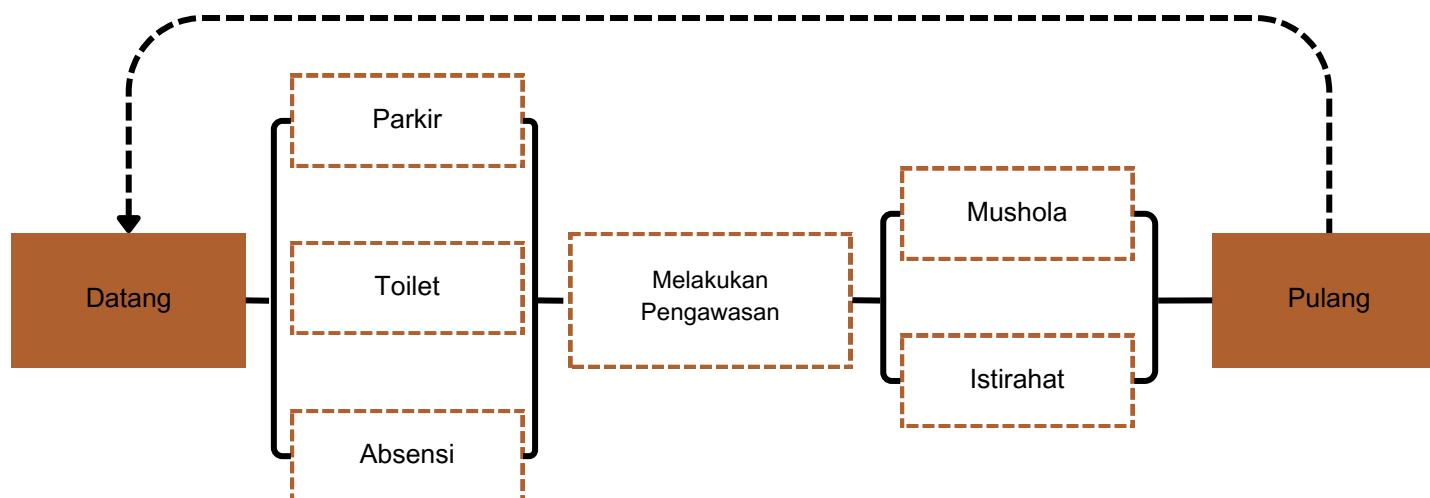 Datang
Parkir
Toilet
Absensi
Melakukan
Pengawasan
Mushola
Istirahat
Pulang